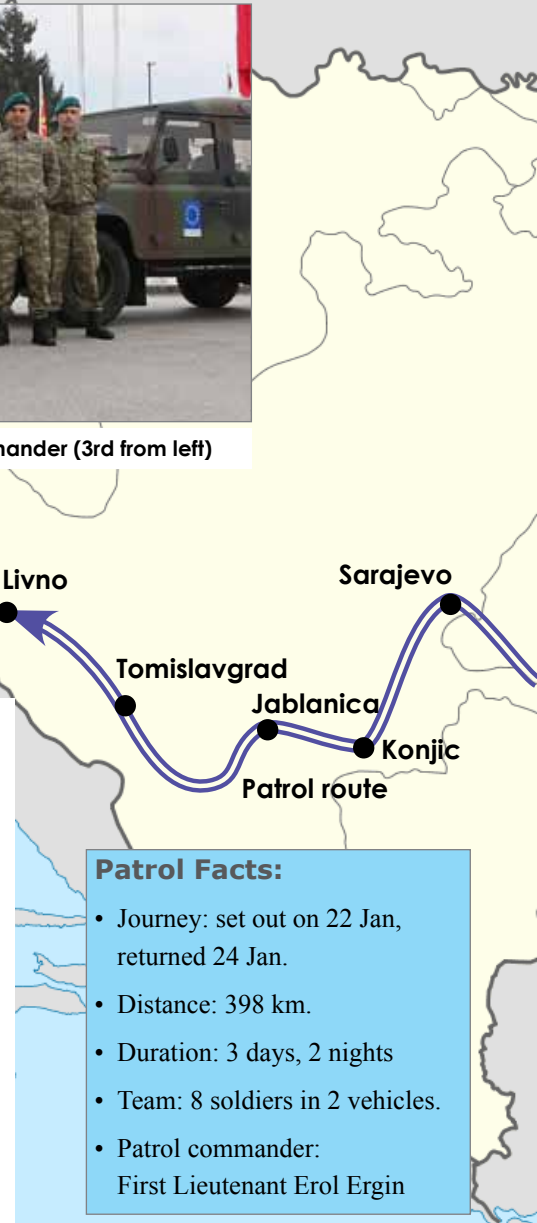 mander (3rd from left)
Livno
Sarajevo
Tomislavgrad
Jablanica
Konjic
Patrol route
Patrol Facts:
• Journey: set out on 22 Jan,
returned 24 Jan.
• Distance: 398 km.
• Duration: 3 days, 2 nights
• Team: 8 soldiers in 2 vehicles.
• Patrol commander:
First Lieutenant Erol Ergin